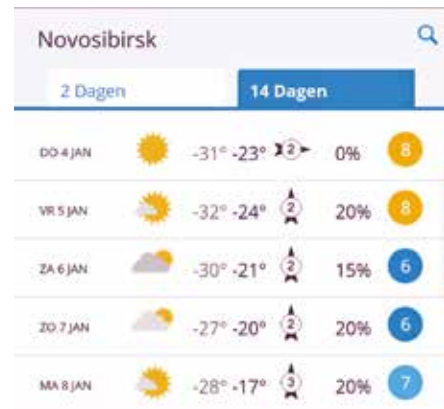 Novosibirsk
2 Dagen 14 Dagen
DO 4 JAN -31° -23° 2 0% 8
VR 5 JAN -32° -24° 2 20% 8
ZA 6 JAN -30° -21° 2 15% 6
ZO 7 JAN -27° -20° 2 20% 6
MA 8 JAN -28° -17° 3 20% 7